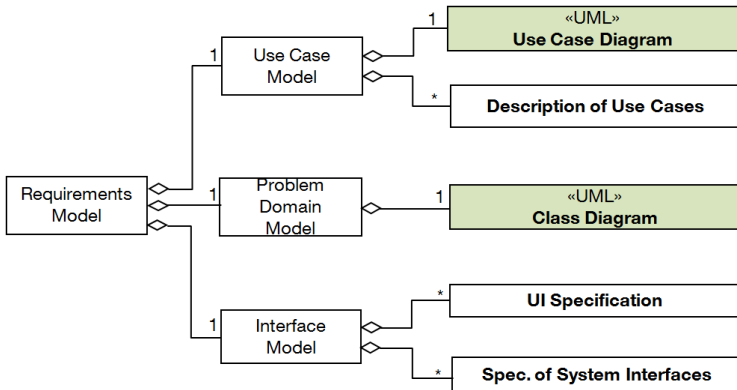 1
«UML»
Use Case Diagram
1
Use Case
Model
*
Description of Use Cases
Requirements
Model
1
Problem
Domain
Model
1
«UML»
Class Diagram
*
UI Specification
1
Interface
Model
*
Spec. of System Interfaces